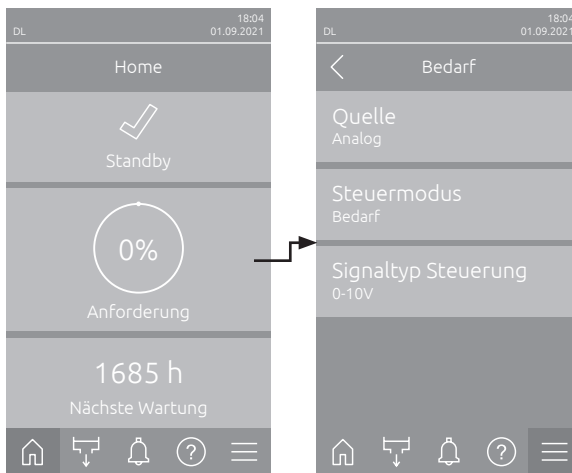 18:04
DL 01.09.2021
Home
Standby
0%
Anforderung
1685 h
Nächste Wartung
?
18:04
DL 01.09.2021
Bedarf
Quelle
Analog
Steuermodus
Bedarf
Signaltyp Steuerung
0-10V
?